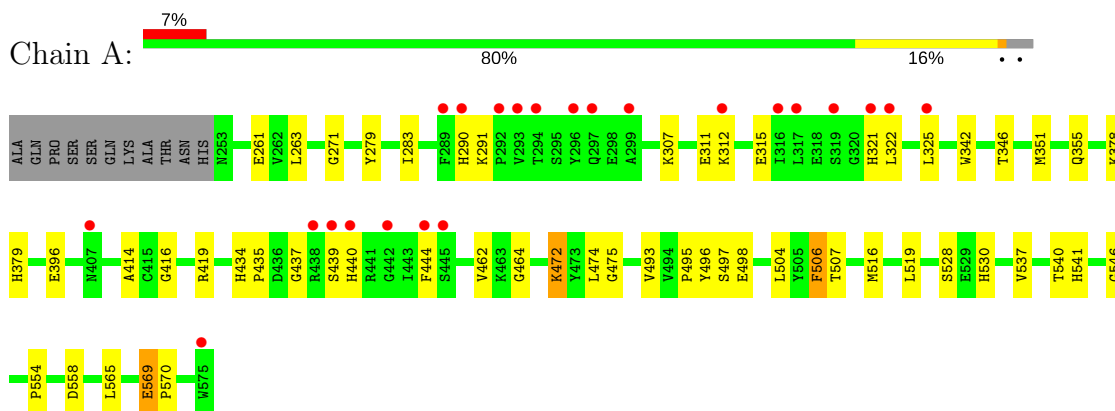 7%
Chain A:
80%
16%
ALA GLN PRO SER SER GLN LYS ALA THR ASN HIS N253 E261 V262 L263 G271 Y279 I283 F289 H290 K291 P292 V293 T294 S295 Y296 Q297 E298 A299 K307 E311 K312 E315 I316 L317 E318 S319 G320 H321 L322 L325 W342 T346 M351 Q355
H379 E396 N407 A414 C415 G416 R419 H434 P435 D436 G437 R438 S439 H440 R441 G442 I443 F444 S445 V462 K463 G464 K472 Y473 L474 G475 V493 V494 P495 Y496 S497 E498 L504 Y505 F506 T507 M516 L519 S528 E529 H530 V537 T540 H541
P554 D558 L565 E569 P570 W575